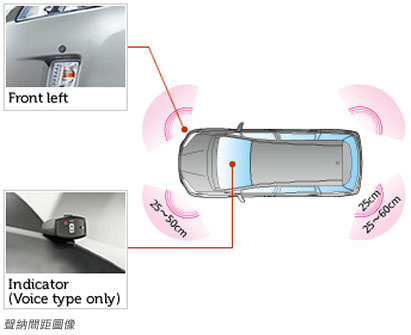 Front left
25～50cm
25cm
25～60cm
Indicator
(Voice type only)
聲納間距圖像